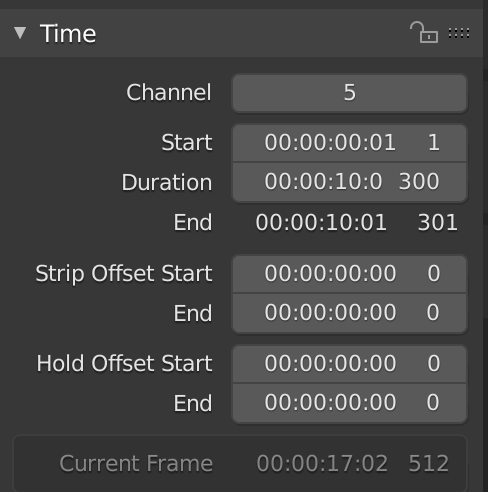 Time
Channel 5
Start 00:00:00:01 1
Duration 00:00:10:0 300
End 00:00:10:01 301
Strip Offset Start 00:00:00:00 0
End 00:00:00:00 0
Hold Offset Start 00:00:00:00 0
End 00:00:00:00 0
Current Frame 00:00:17:02 512